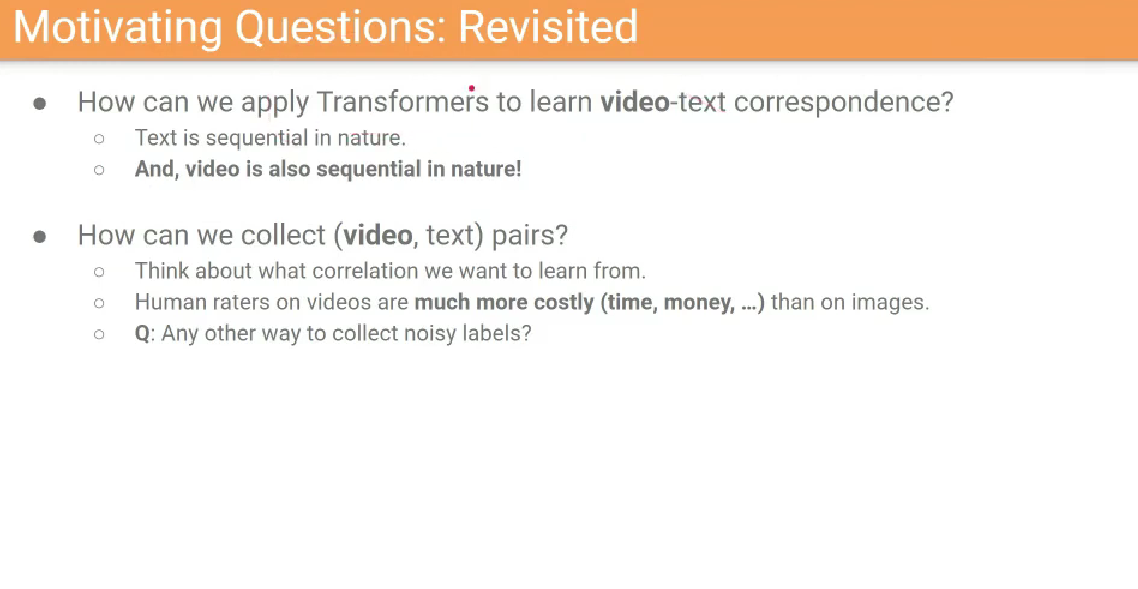 Motivating Questions: Revisited
● How can we apply Transformers to learn video-text correspondence?
○ Text is sequential in nature.
○ And, video is also sequential in nature!
● How can we collect (video, text) pairs?
○ Think about what correlation we want to learn from.
○ Human raters on videos are much more costly (time, money, …) than on images.
○ Q: Any other way to collect noisy labels?